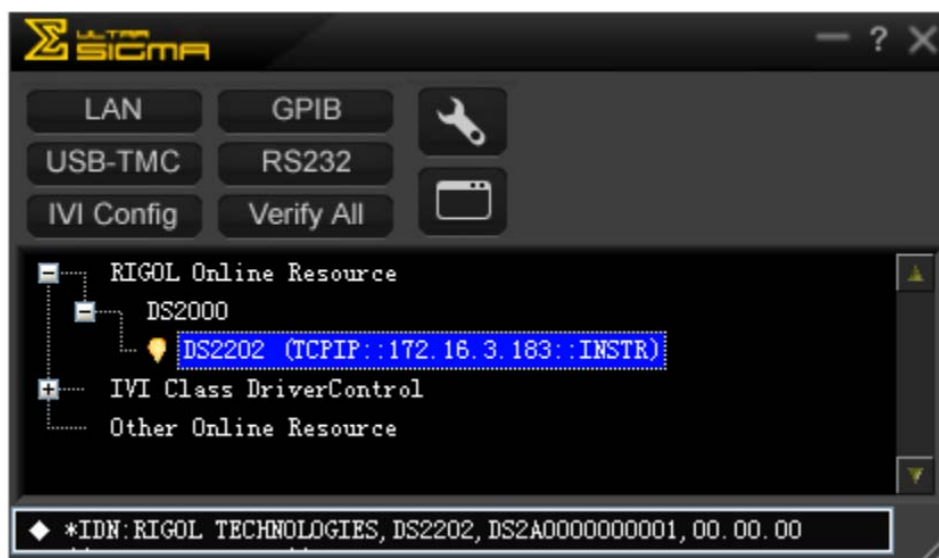 ULTRA
SIGMA
?
LAN GPIB
USB-TMC RS232
IVI Config Verify All
RIGOL Online Resource
DS2000
DS2202 (TCPIP::172.16.3.183::INSTR)
IVI Class DriverControl
Other Online Resource
*IDN:RIGOL TECHNOLOGIES,DS2202,DS2A0000000001,00.00.00